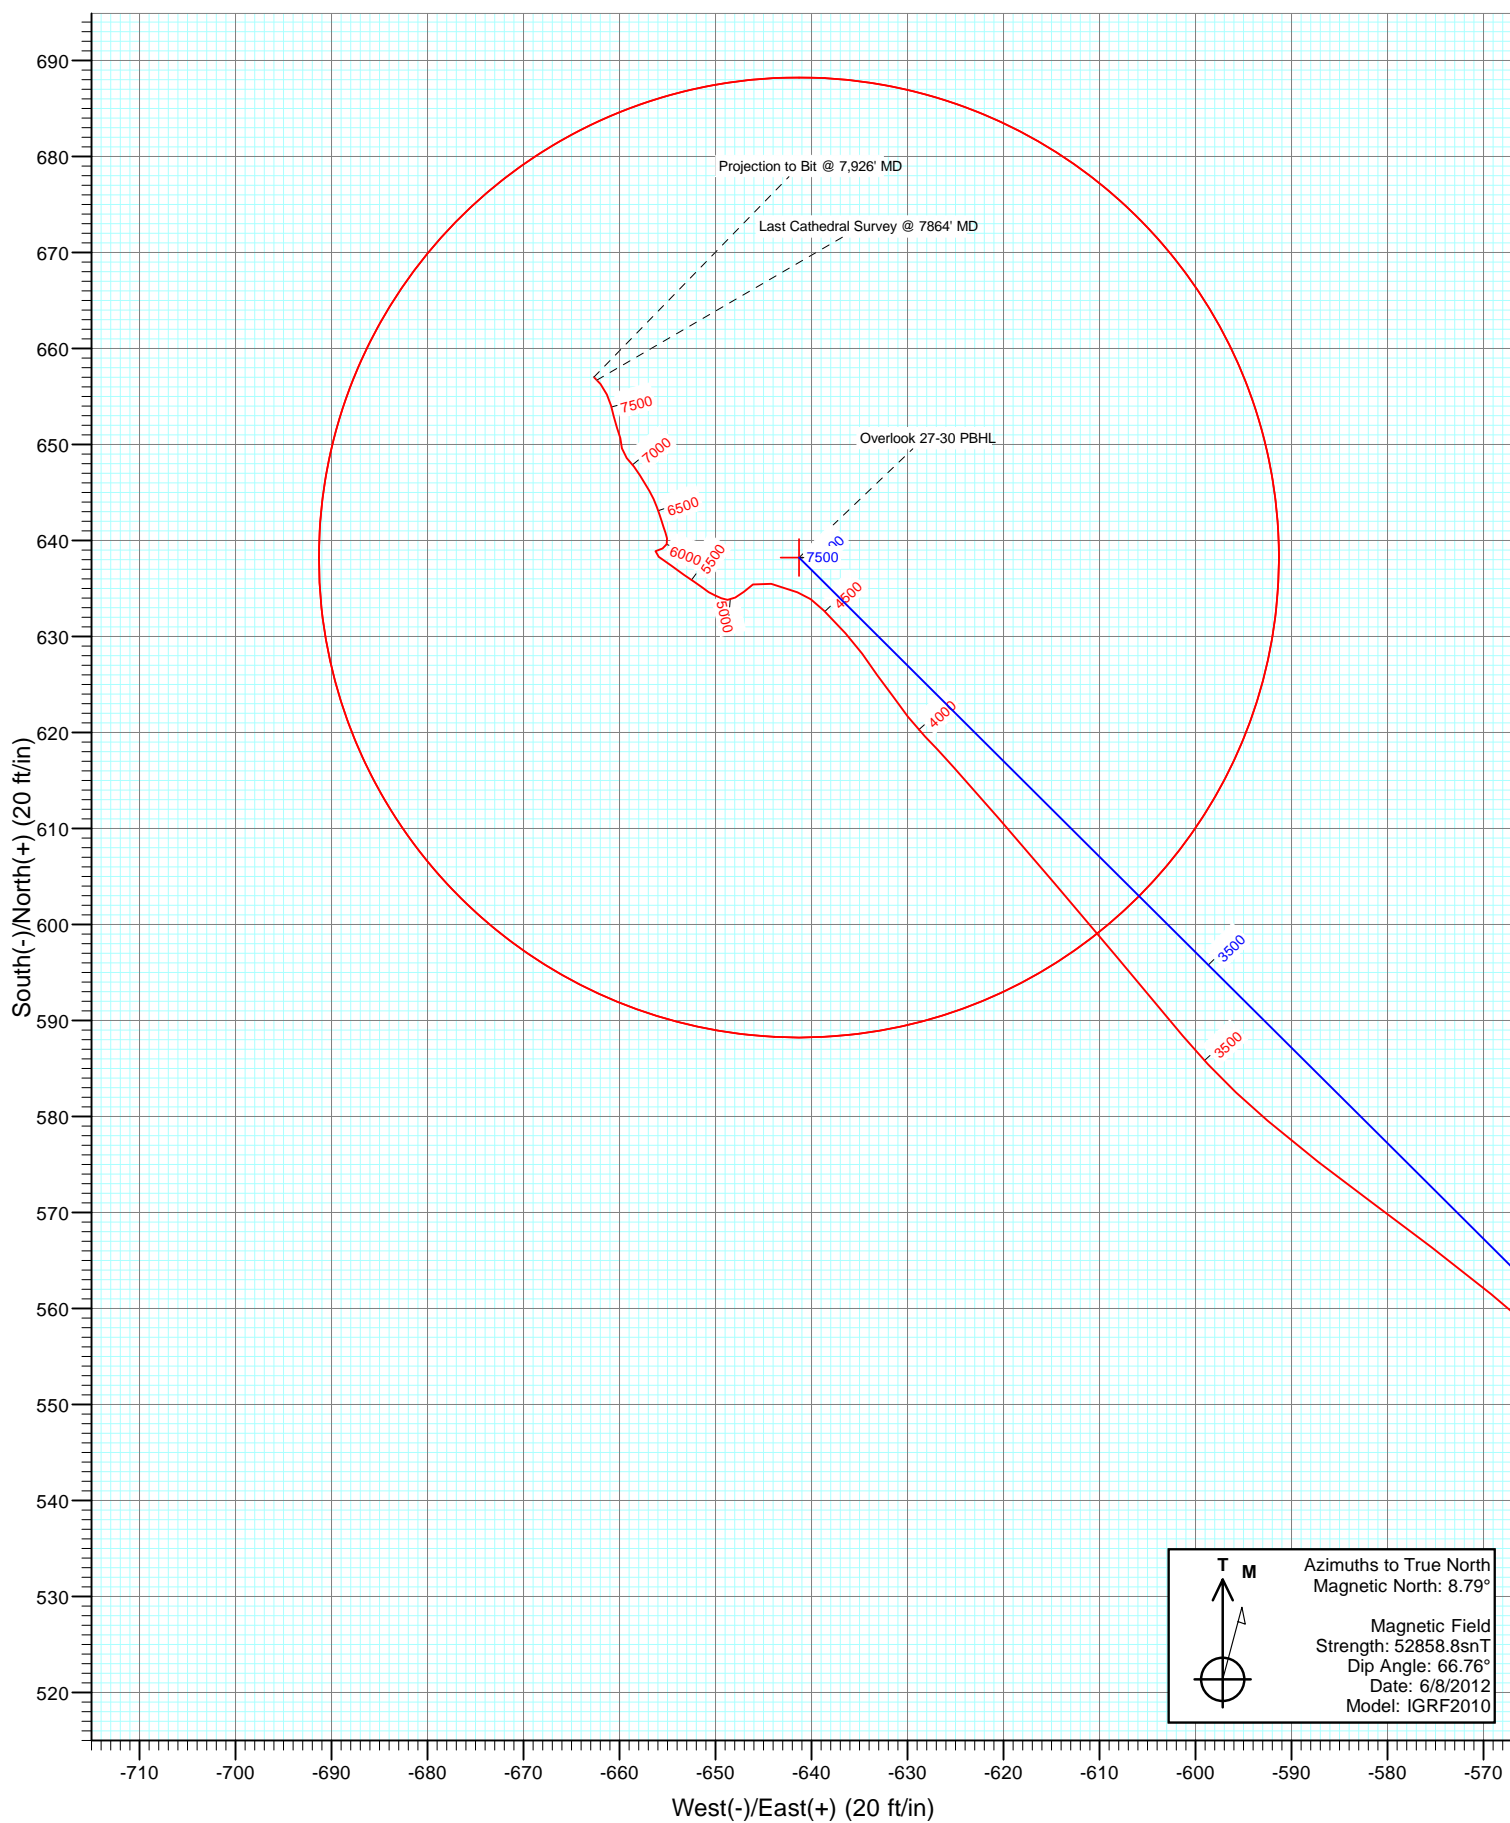 690
680
670
660
650
640
630
620
610
600
590
580
570
560
550
540
530
520
South(-)/North(+) (20 ft/in)
Projection to Bit @ 7,926' MD
Last Cathedral Survey @ 7864' MD
Overlook 27-30 PBHL
7500
7000
6500
6000
5500
5000
7500
4500
4000
3500
3500
T M
Azimuths to True North
Magnetic North: 8.79°
Magnetic Field
Strength: 52858.8snT
Dip Angle: 66.76°
Date: 6/8/2012
Model: IGRF2010
-710 -700 -690 -680 -670 -660 -650 -640 -630 -620 -610 -600 -590 -580 -570
West(-)/East(+) (20 ft/in)